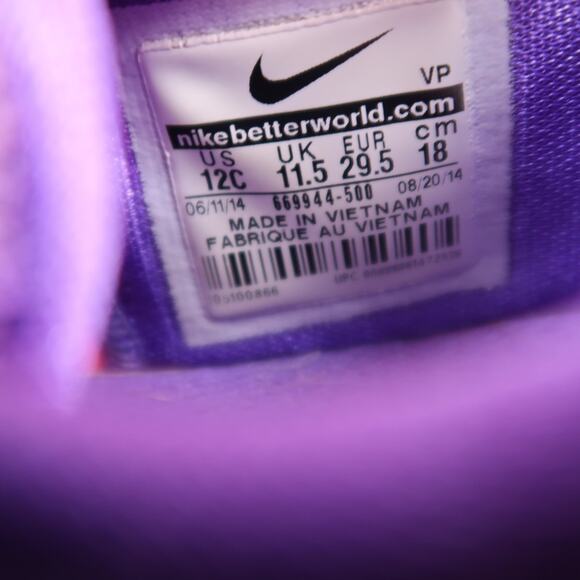 VP
nikebetterworld.com
US UK EUR cm
12C 11.5 29.5 18
06/11/14 669944-500 08/20/14
MADE IN VIETNAM
FABRIQUE AU VIETNAM
UPC